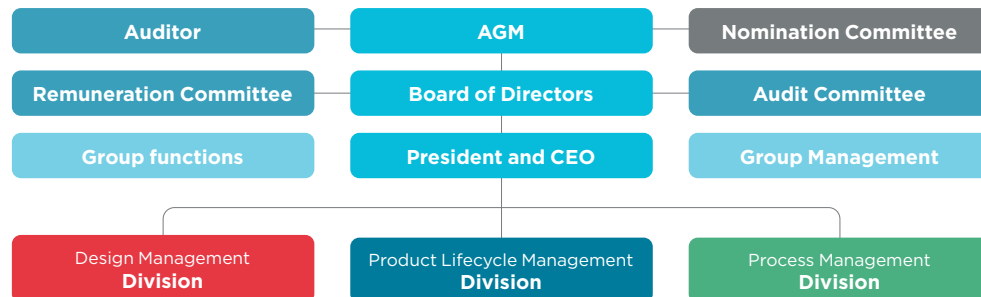 Auditor
AGM
Nomination Committee
Remuneration Committee
Board of Directors
Audit Committee
Group functions
President and CEO
Group Management
Design Management
Division
Product Lifecycle Management
Division
Process Management
Division